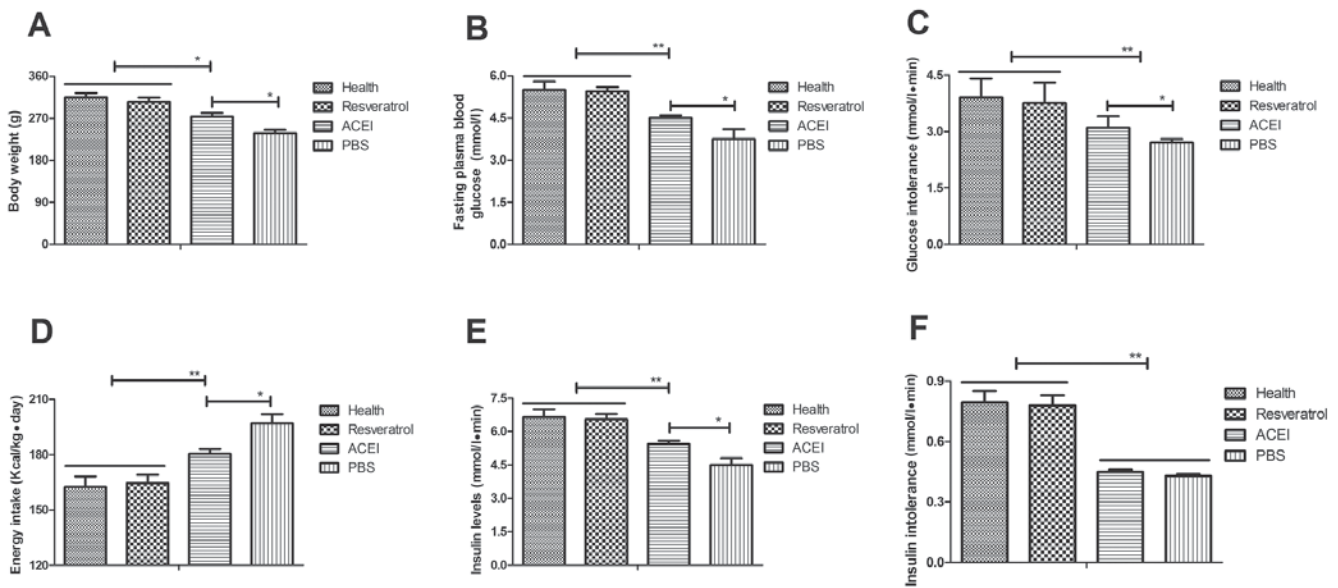 A
Body weight (g)
360
270
180
90
0
*
*
Health
Resveratrol
ACEI
PBS
B
Fasting plasma blood
glucose (mmol/l)
6.0
4.5
3.0
1.5
0.0
**
*
Health
Resveratrol
ACEI
PBS
C
Glucose intolerance (mmol/l•min)
4.5
3.0
1.5
0.0
**
*
Health
Resveratrol
ACEI
PBS
D
Energy intake (Kcal/kg•day)
210
180
150
120
**
*
Health
Resveratrol
ACEI
PBS
E
Insulin levels (mmol/l•min)
7.5
6.0
4.5
3.0
1.5
0.0
**
*
Health
Resveratrol
ACEI
PBS
F
Insulin intolerance (mmol/l•min)
0.9
0.6
0.3
0.0
**
Health
Resveratrol
ACEI
PBS